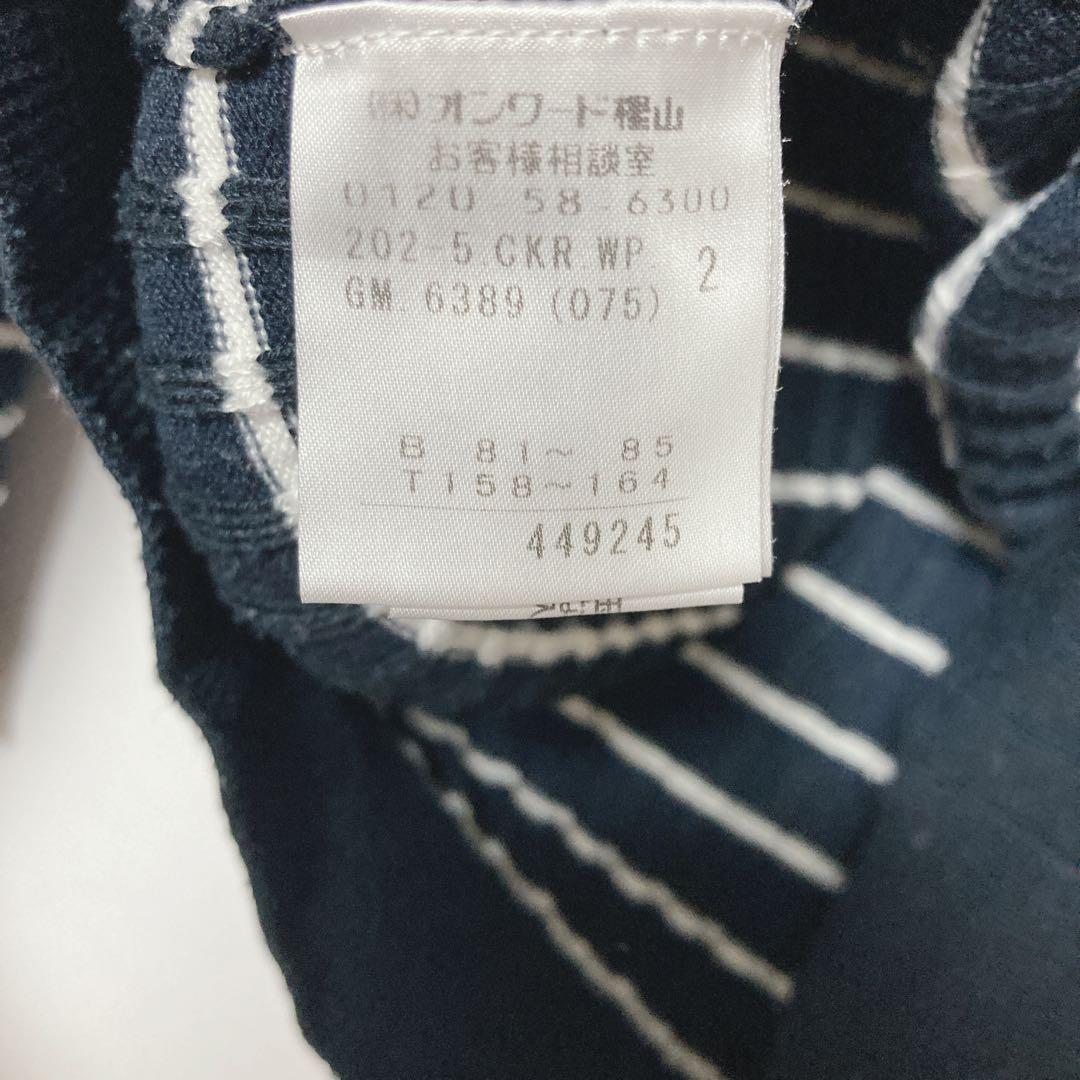 (株)オンワード樫山
お客様相談室
0120-58-6300
202 5.CKR.WP.
2
GM. 6389 (075)
B 81～ 85
T 158～164
449245